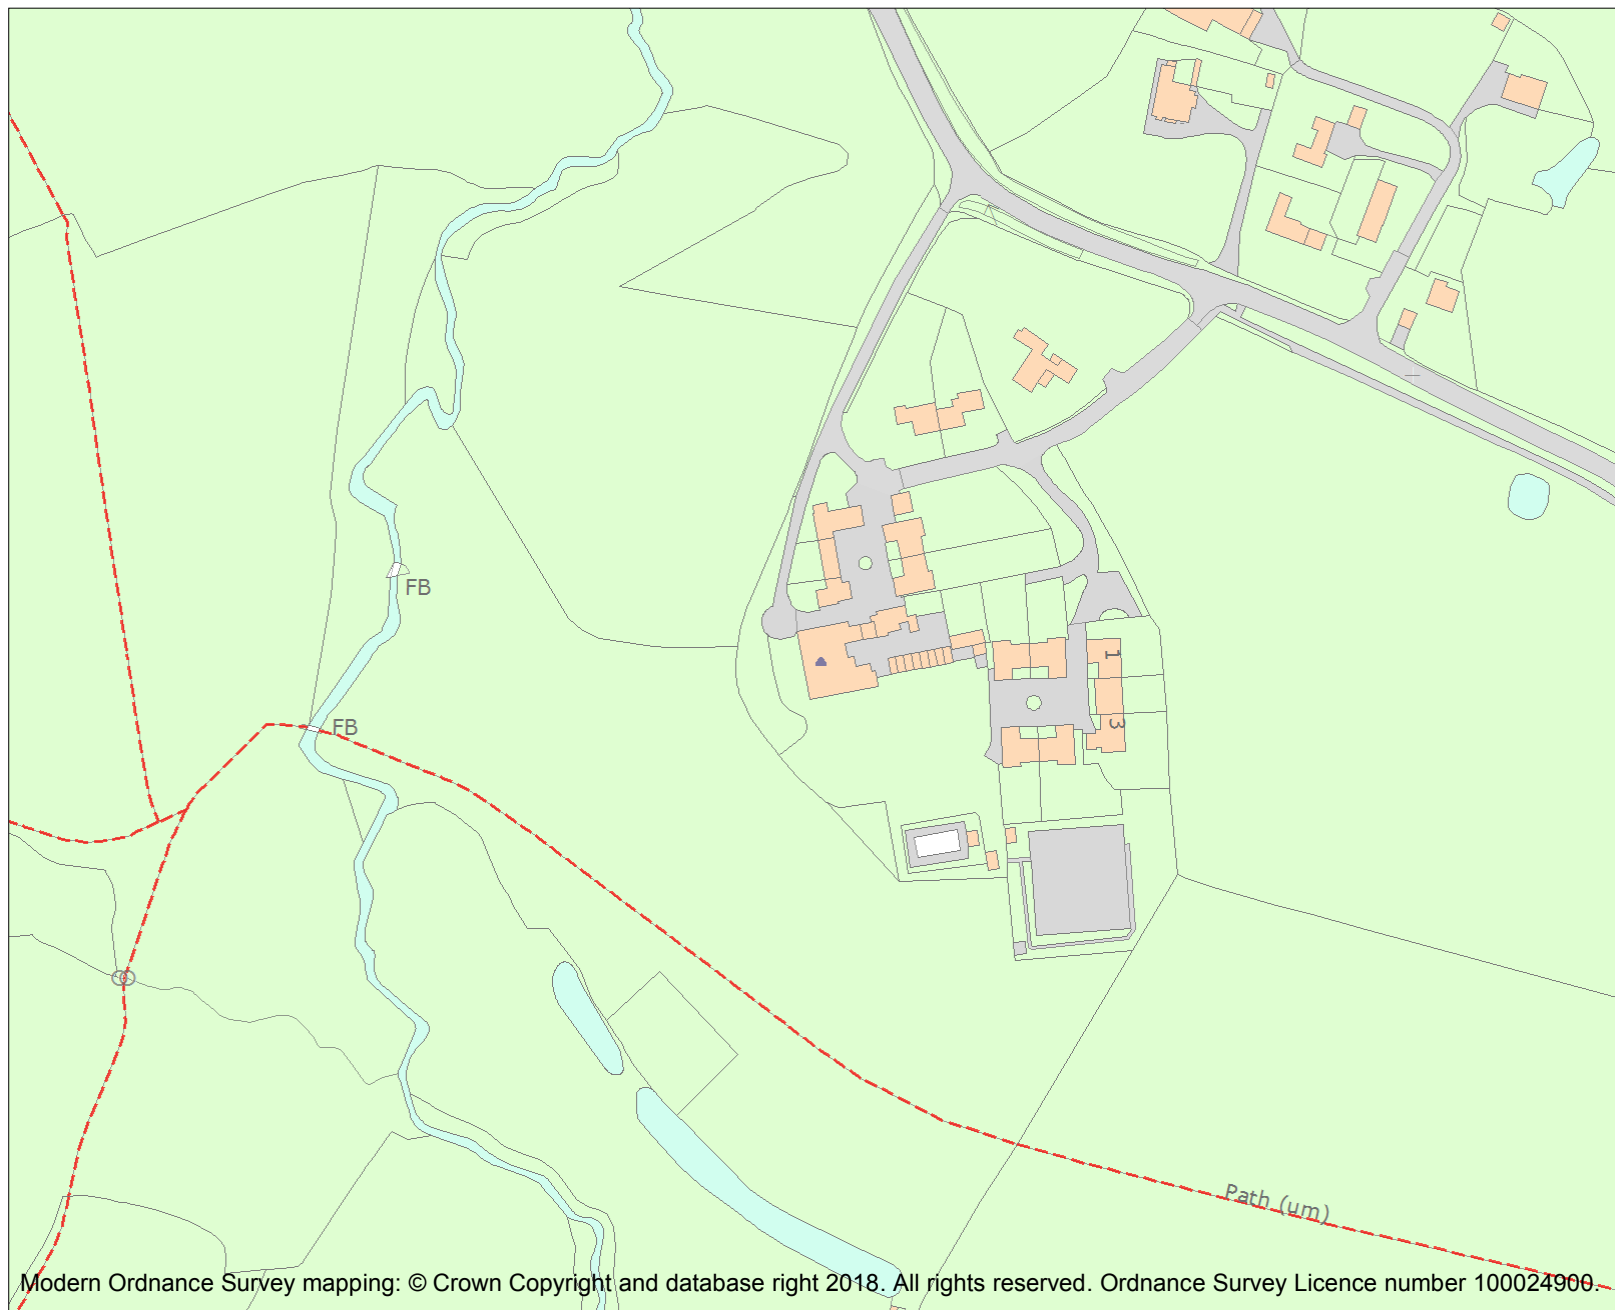 FB
1
3
FB
Path (um)
Modern Ordnance Survey mapping: © Crown Copyright and database right 2018. All rights reserved. Ordnance Survey Licence number 100024900.